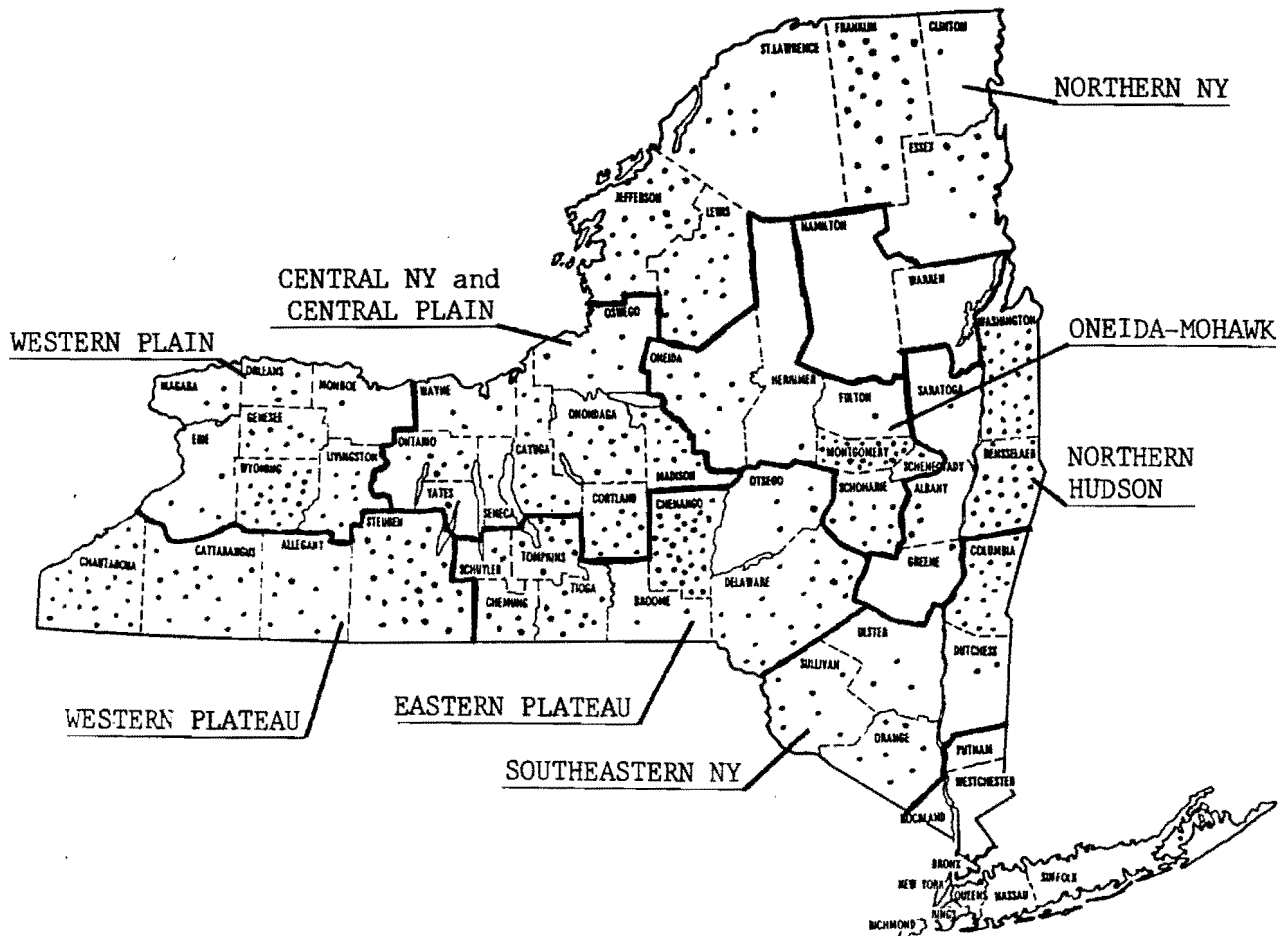 FRANKLIN
CLINTON
ST.LAWRENCE
NORTHERN NY
ESSEX
JEFFERSON
LEWIS
HAMILTON
CENTRAL NY and
CENTRAL PLAIN
WARREN
OSWEGO
WASHINGTON
WESTERN PLAIN
ONEIDA-MOHAWK
ONEIDA
ORLEANS
NIAGARA
MONROE
WAYNE
HERKIMER
FULTON
SARATOGA
GENESEE
ONONDAGA
ERIE
ONTARIO
CAYUGA
MONTGOMERY
LIVINGSTON
WYOMING
SCHENECTADY
RENSSELAER
MADISON
OTSEGO
NORTHERN
HUDSON
YATES
SENECA
CORTLAND
CHENANGO
SCHOHARIE
ALBANY
STEUBEN
CATTARAUGUS
ALLEGANY
CHAUTAUQUA
SCHUYLER
TOMPKINS
GREENE
COLUMBIA
CHEMUNG
TIOGA
BROOME
DELAWARE
ULSTER
DUTCHESS
SULLIVAN
WESTERN PLATEAU
EASTERN PLATEAU
ORANGE
PUTNAM
SOUTHEASTERN NY
WESTCHESTER
ROCKLAND
BRONX
NEW YORK
QUEENS
NASSAU
SUFFOLK
KINGS
RICHMOND